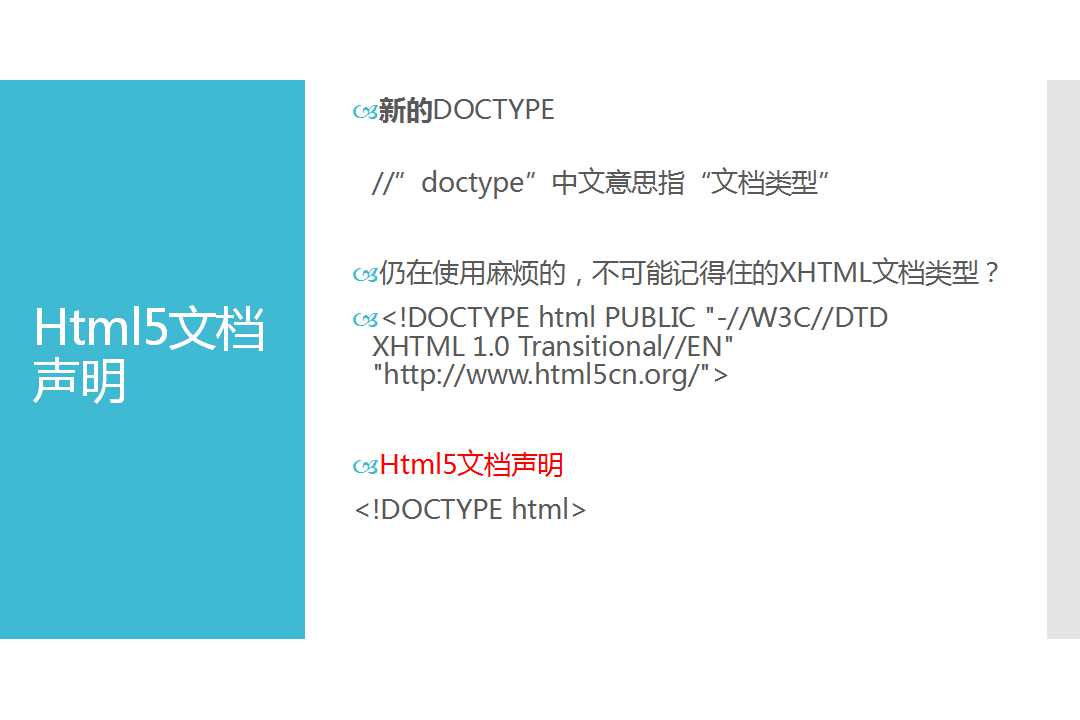 Html5文档
声明
新的DOCTYPE
//”doctype“中文意思指“文档类型”
仍在使用麻烦的，不可能记得住的XHTML文档类型？
<!DOCTYPE html PUBLIC "-//W3C//DTD
XHTML 1.0 Transitional//EN"
"http://www.html5cn.org/">
Html5文档声明
<!DOCTYPE html>